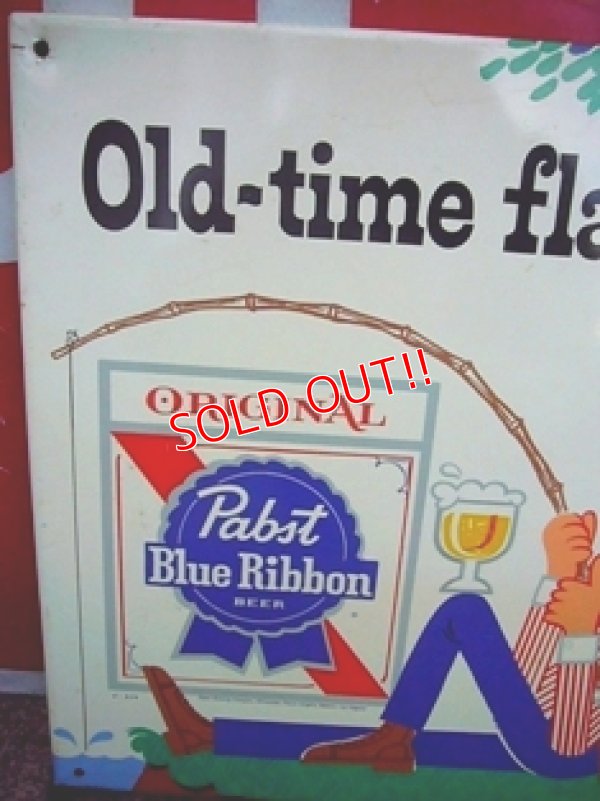 Old-time fla
ORIGINAL
SOLD OUT!!
Pabst
Blue Ribbon
BEER